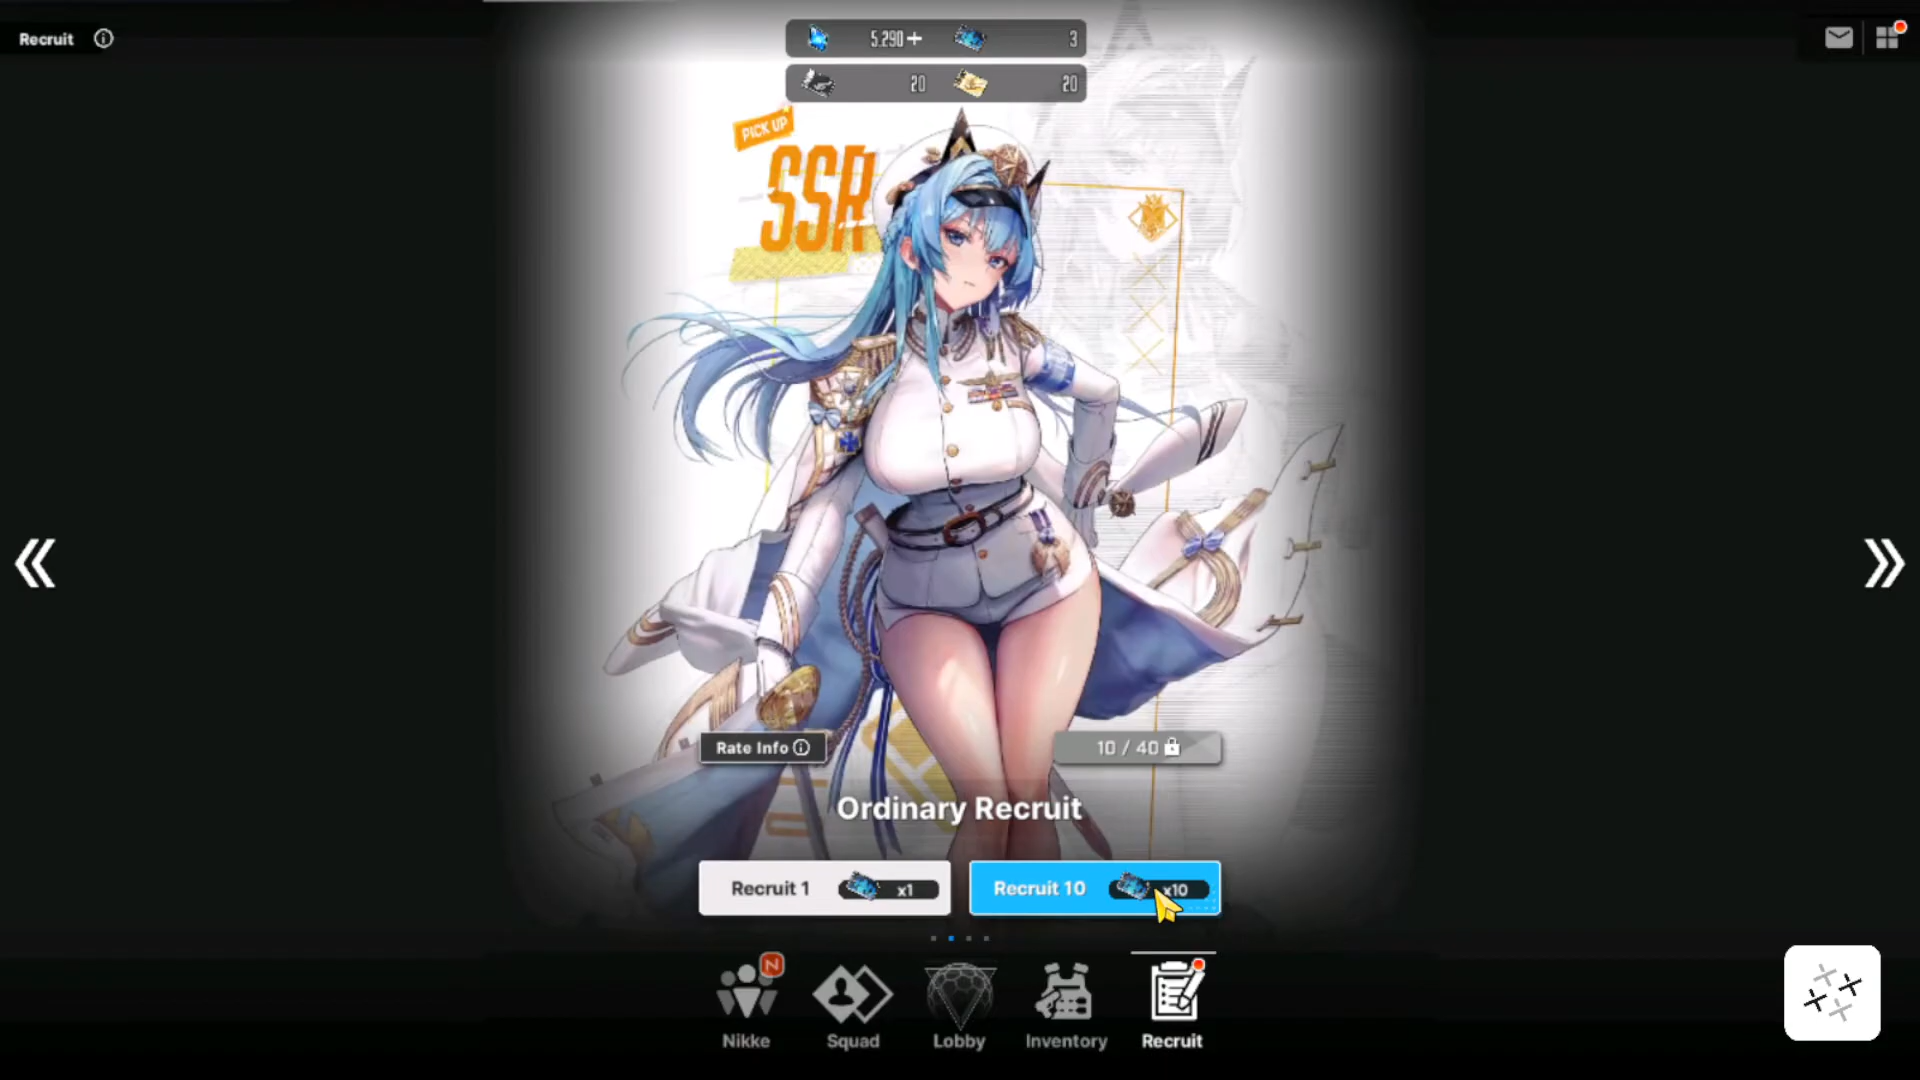 Recruit
5,290
3
20
20
PICK UP
SSR
Rate Info
10 / 40
Ordinary Recruit
Recruit 1 x1
Recruit 10 x10
N
Nikke
Squad
Lobby
Inventory
Recruit